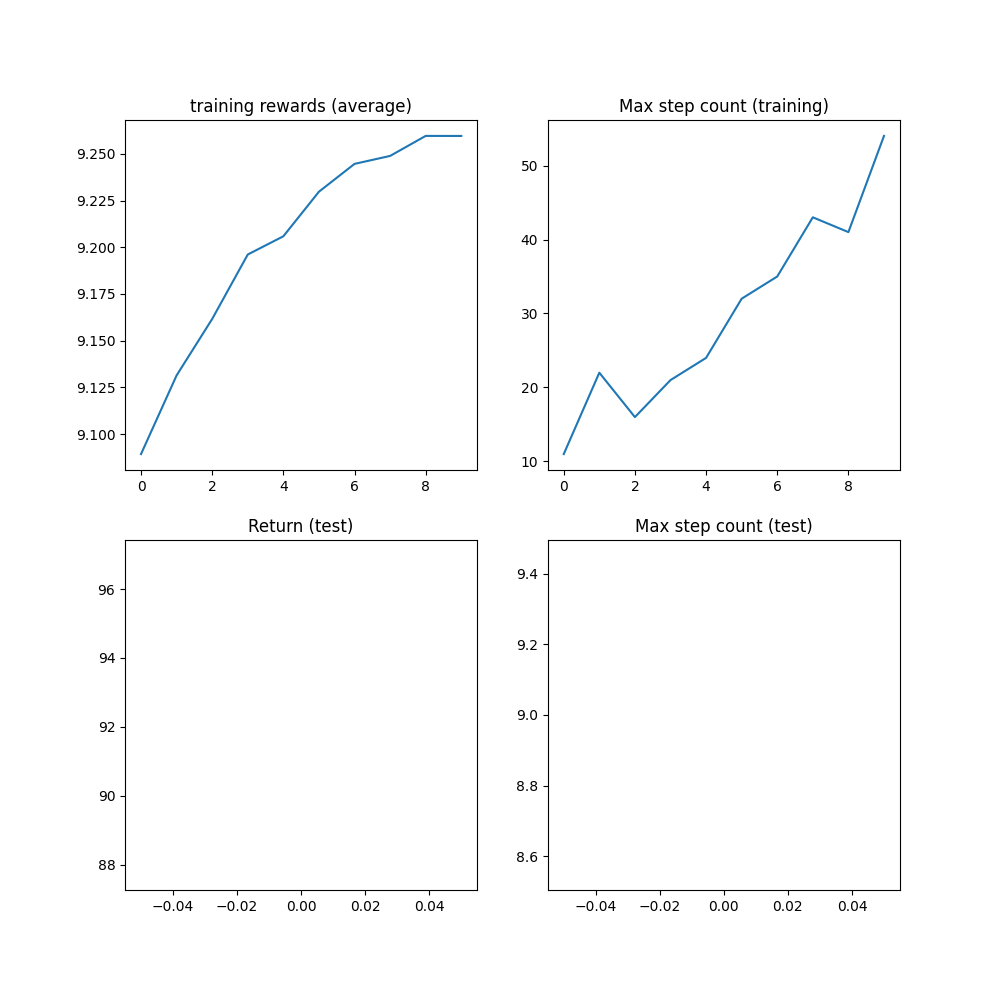 training rewards (average)
9.250
9.225
9.200
9.175
9.150
9.125
9.100
0 2 4 6 8
Max step count (training)
50
40
30
20
10
0 2 4 6 8
Return (test)
96
94
92
90
88
−0.04 −0.02 0.00 0.02 0.04
Max step count (test)
9.4
9.2
9.0
8.8
8.6
−0.04 −0.02 0.00 0.02 0.04